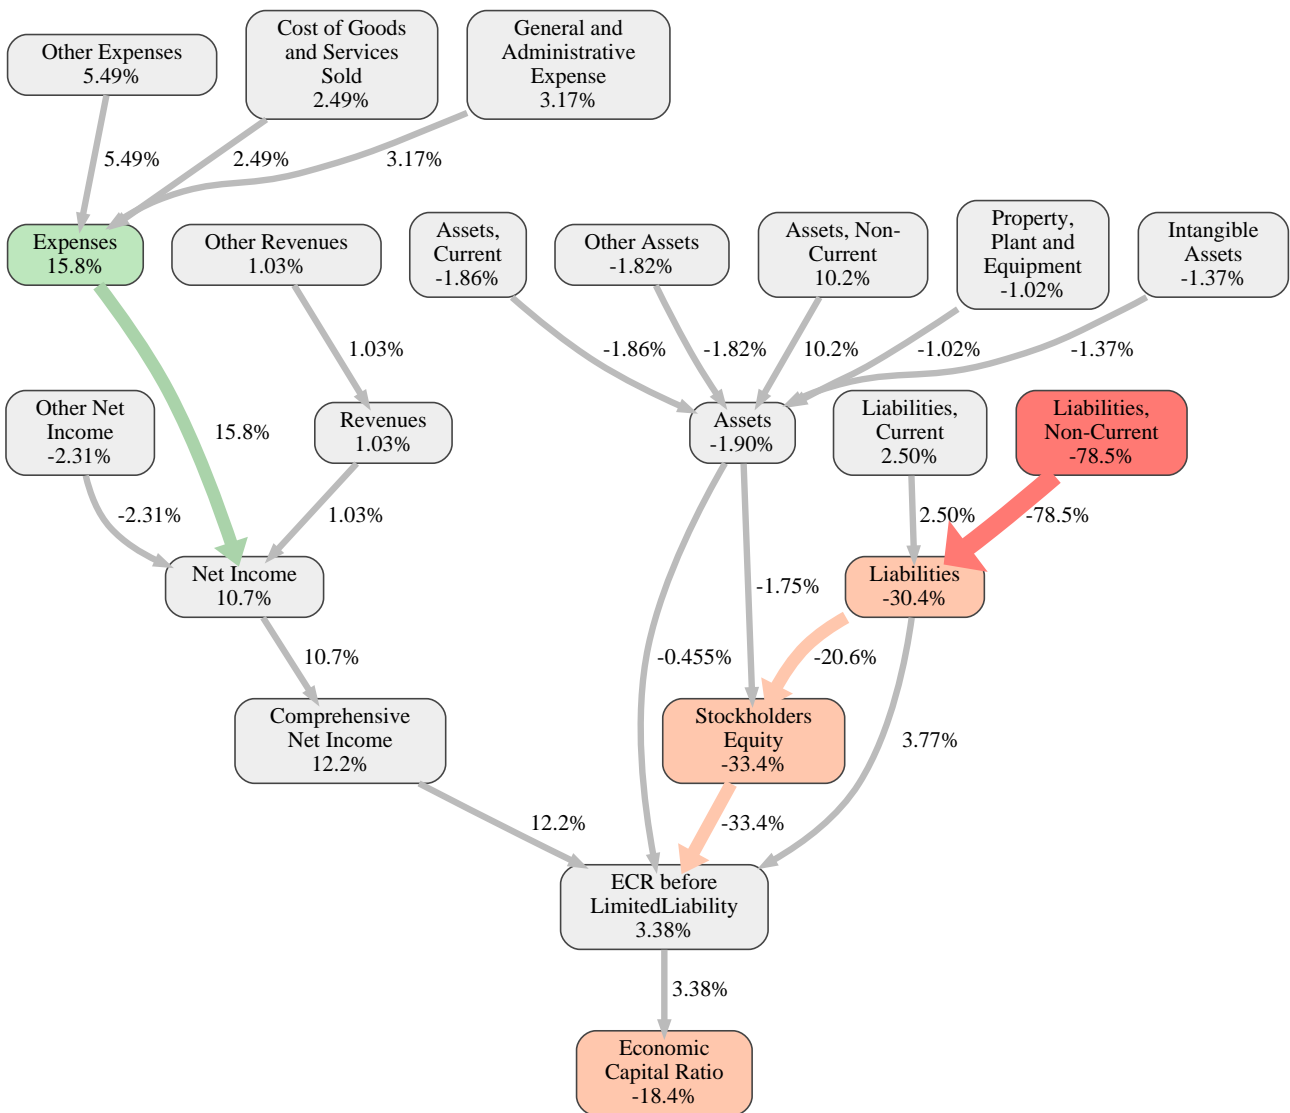 Other Expenses
5.49%
Cost of Goods
and Services
Sold
2.49%
General and
Administrative
Expense
3.17%
5.49%
2.49%
3.17%
Expenses
15.8%
Other Revenues
1.03%
Assets,
Current
-1.86%
Other Assets
-1.82%
Assets, Non-
Current
10.2%
Property,
Plant and
Equipment
-1.02%
Intangible
Assets
-1.37%
1.03%
-1.86%
-1.82%
10.2%
-1.02%
-1.37%
Other Net
Income
-2.31%
15.8%
Revenues
1.03%
Assets
-1.90%
Liabilities,
Current
2.50%
Liabilities,
Non-Current
-78.5%
-2.31%
1.03%
2.50%
-78.5%
Net Income
10.7%
-1.75%
Liabilities
-30.4%
10.7%
-0.455%
-20.6%
Comprehensive
Net Income
12.2%
Stockholders
Equity
-33.4%
3.77%
12.2%
-33.4%
ECR before
LimitedLiability
3.38%
3.38%
Economic
Capital Ratio
-18.4%